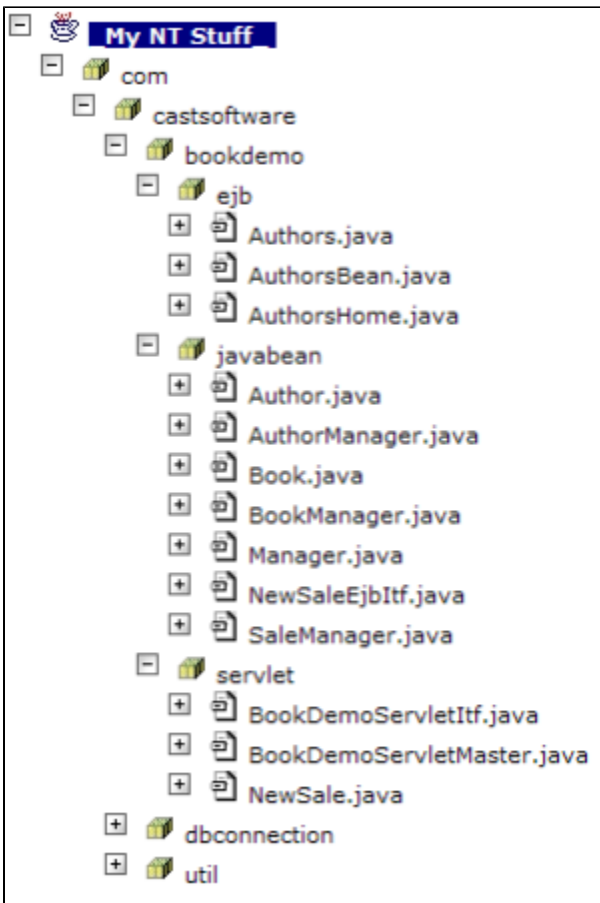 My NT Stuff
com
castsoftware
bookdemo
ejb
Authors.java
AuthorsBean.java
AuthorsHome.java
javabean
Author.java
AuthorManager.java
Book.java
BookManager.java
Manager.java
NewSaleEjbItf.java
SaleManager.java
servlet
BookDemoServletItf.java
BookDemoServletMaster.java
NewSale.java
dbconnection
util